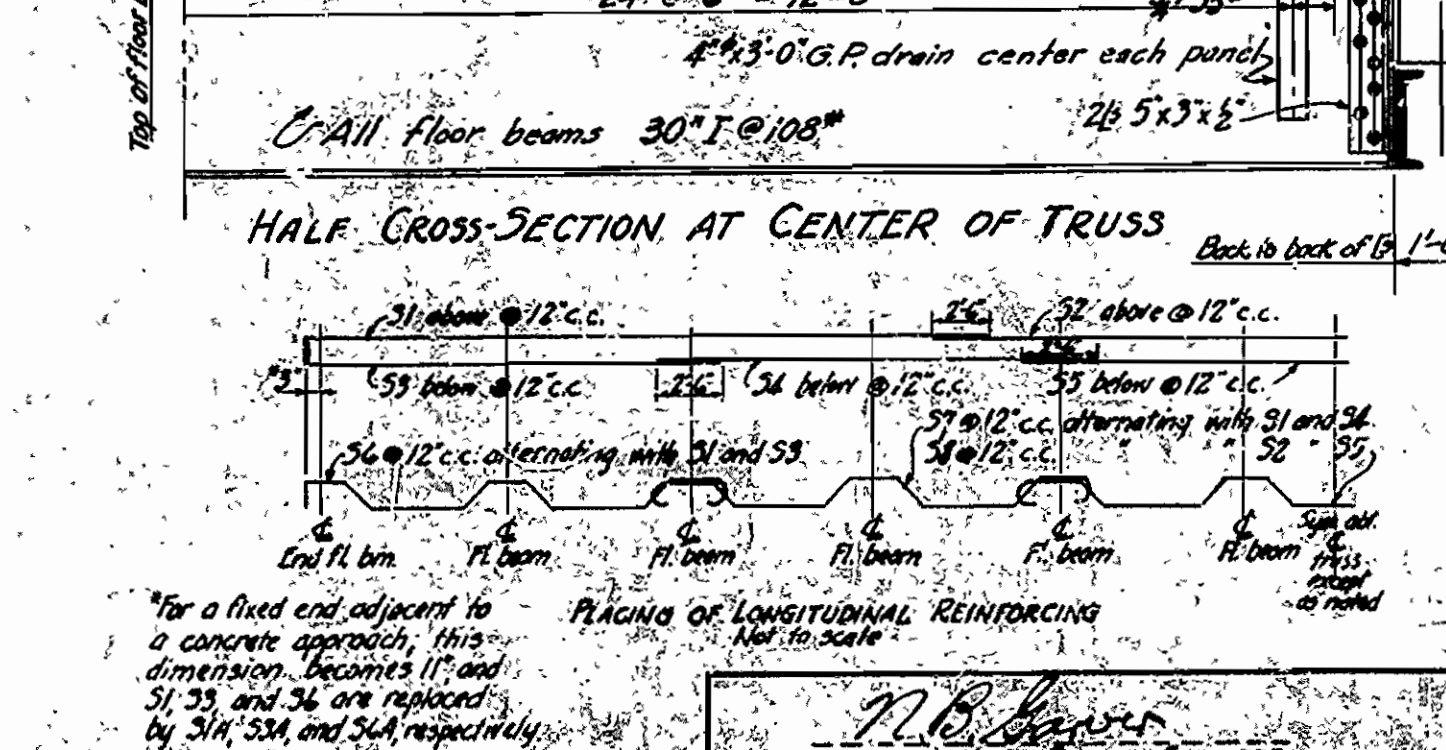 Top of floor
4"ø x 3'-0" G.P. drain center each panel
2Ls 5"x3"x½"
All floor beams 30" I @ 108#
HALF CROSS-SECTION AT CENTER OF TRUSS
Back to back of
S1 above @ 12" c.c.
2'-6"
S2 above @ 12" c.c.
2'-6"
*3"
S3 below @ 12" c.c.
2'-6"
S4 below @ 12" c.c.
S5 below @ 12" c.c.
S7 @ 12" c.c. alternating with S1 and S4
S6 @ 12" c.c. alternating with S1 and S3
S8 @ 12" c.c. " " S2 " S5
℄ ℄ ℄ ℄ ℄ ℄
End fl. bm. Fl. beam Fl. beam Fl. beam Fl. beam Fl. beam
Sym. abt.
℄
truss
except
as noted
*For a fixed end adjacent to
a concrete approach, this
dimension becomes 11", and
S1, S3, and S6 are replaced
by S1A, S3A, and S6A, respectively.
PLACING OF LONGITUDINAL REINFORCING
Not to scale
N. B.